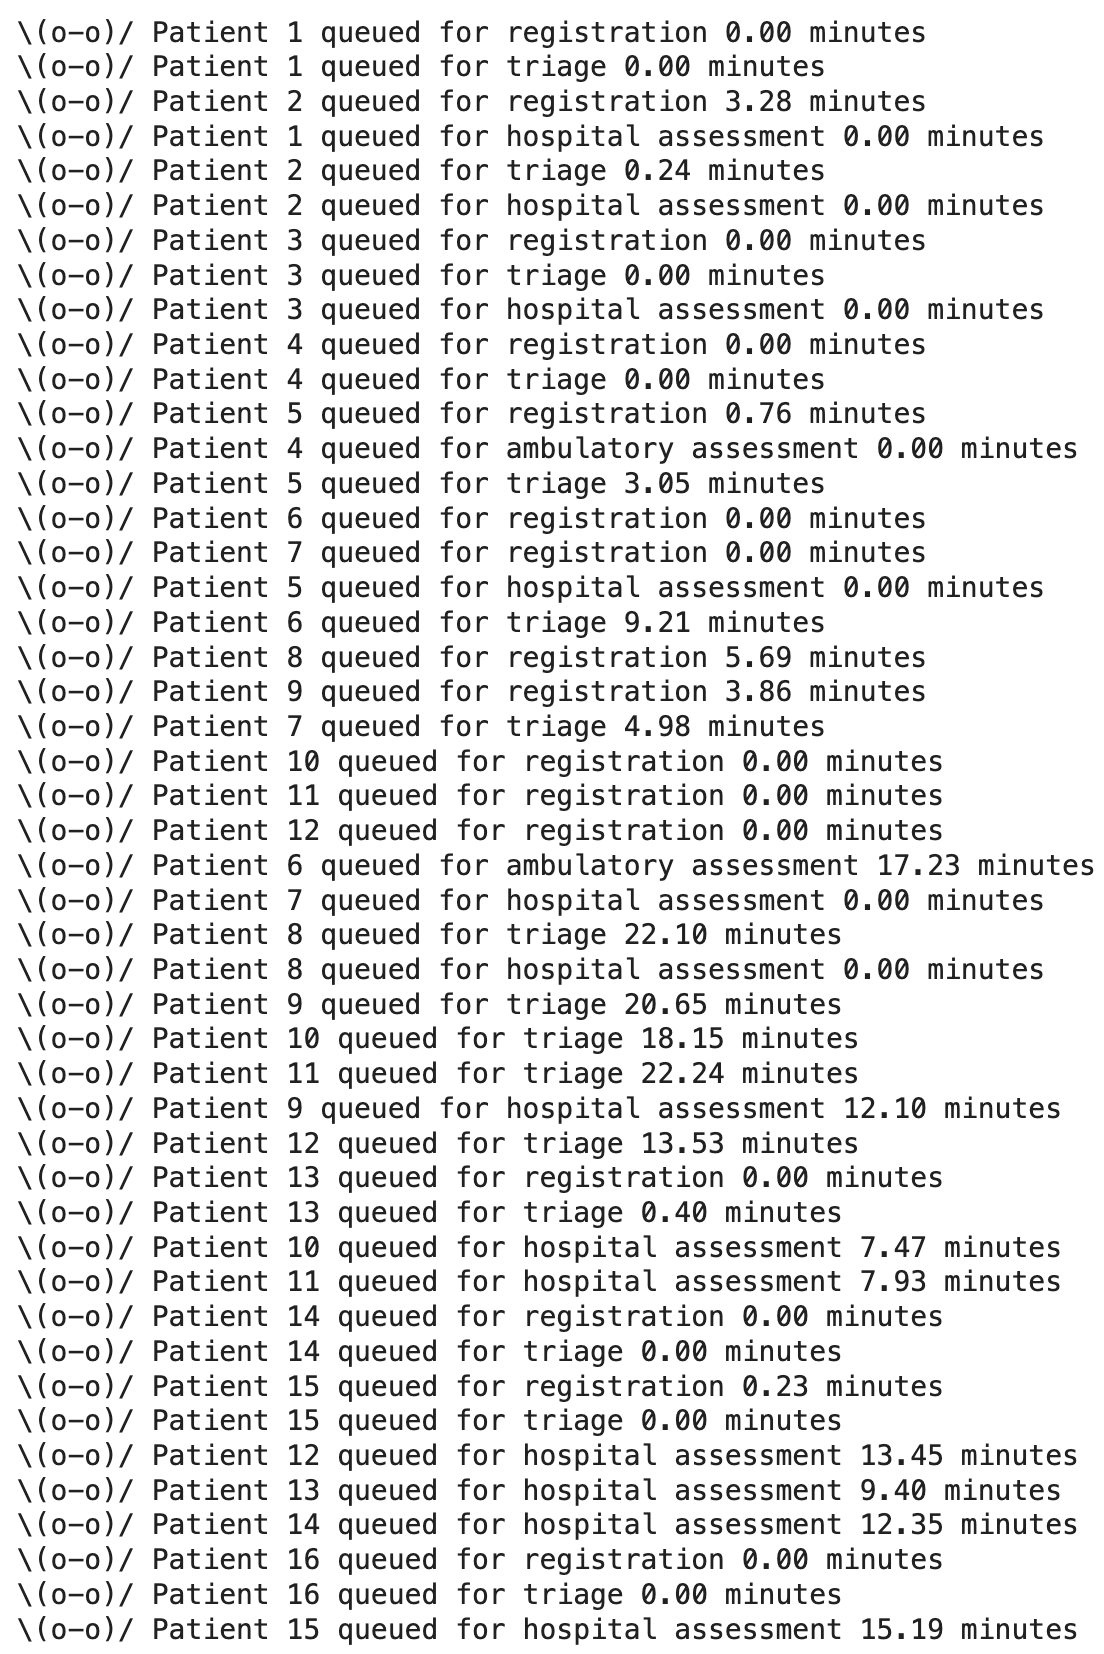 \(o-o)/ Patient 1 queued for registration 0.00 minutes
\(o-o)/ Patient 1 queued for triage 0.00 minutes
\(o-o)/ Patient 2 queued for registration 3.28 minutes
\(o-o)/ Patient 1 queued for hospital assessment 0.00 minutes
\(o-o)/ Patient 2 queued for triage 0.24 minutes
\(o-o)/ Patient 2 queued for hospital assessment 0.00 minutes
\(o-o)/ Patient 3 queued for registration 0.00 minutes
\(o-o)/ Patient 3 queued for triage 0.00 minutes
\(o-o)/ Patient 3 queued for hospital assessment 0.00 minutes
\(o-o)/ Patient 4 queued for registration 0.00 minutes
\(o-o)/ Patient 4 queued for triage 0.00 minutes
\(o-o)/ Patient 5 queued for registration 0.76 minutes
\(o-o)/ Patient 4 queued for ambulatory assessment 0.00 minutes
\(o-o)/ Patient 5 queued for triage 3.05 minutes
\(o-o)/ Patient 6 queued for registration 0.00 minutes
\(o-o)/ Patient 7 queued for registration 0.00 minutes
\(o-o)/ Patient 5 queued for hospital assessment 0.00 minutes
\(o-o)/ Patient 6 queued for triage 9.21 minutes
\(o-o)/ Patient 8 queued for registration 5.69 minutes
\(o-o)/ Patient 9 queued for registration 3.86 minutes
\(o-o)/ Patient 7 queued for triage 4.98 minutes
\(o-o)/ Patient 10 queued for registration 0.00 minutes
\(o-o)/ Patient 11 queued for registration 0.00 minutes
\(o-o)/ Patient 12 queued for registration 0.00 minutes
\(o-o)/ Patient 6 queued for ambulatory assessment 17.23 minutes
\(o-o)/ Patient 7 queued for hospital assessment 0.00 minutes
\(o-o)/ Patient 8 queued for triage 22.10 minutes
\(o-o)/ Patient 8 queued for hospital assessment 0.00 minutes
\(o-o)/ Patient 9 queued for triage 20.65 minutes
\(o-o)/ Patient 10 queued for triage 18.15 minutes
\(o-o)/ Patient 11 queued for triage 22.24 minutes
\(o-o)/ Patient 9 queued for hospital assessment 12.10 minutes
\(o-o)/ Patient 12 queued for triage 13.53 minutes
\(o-o)/ Patient 13 queued for registration 0.00 minutes
\(o-o)/ Patient 13 queued for triage 0.40 minutes
\(o-o)/ Patient 10 queued for hospital assessment 7.47 minutes
\(o-o)/ Patient 11 queued for hospital assessment 7.93 minutes
\(o-o)/ Patient 14 queued for registration 0.00 minutes
\(o-o)/ Patient 14 queued for triage 0.00 minutes
\(o-o)/ Patient 15 queued for registration 0.23 minutes
\(o-o)/ Patient 15 queued for triage 0.00 minutes
\(o-o)/ Patient 12 queued for hospital assessment 13.45 minutes
\(o-o)/ Patient 13 queued for hospital assessment 9.40 minutes
\(o-o)/ Patient 14 queued for hospital assessment 12.35 minutes
\(o-o)/ Patient 16 queued for registration 0.00 minutes
\(o-o)/ Patient 16 queued for triage 0.00 minutes
\(o-o)/ Patient 15 queued for hospital assessment 15.19 minutes